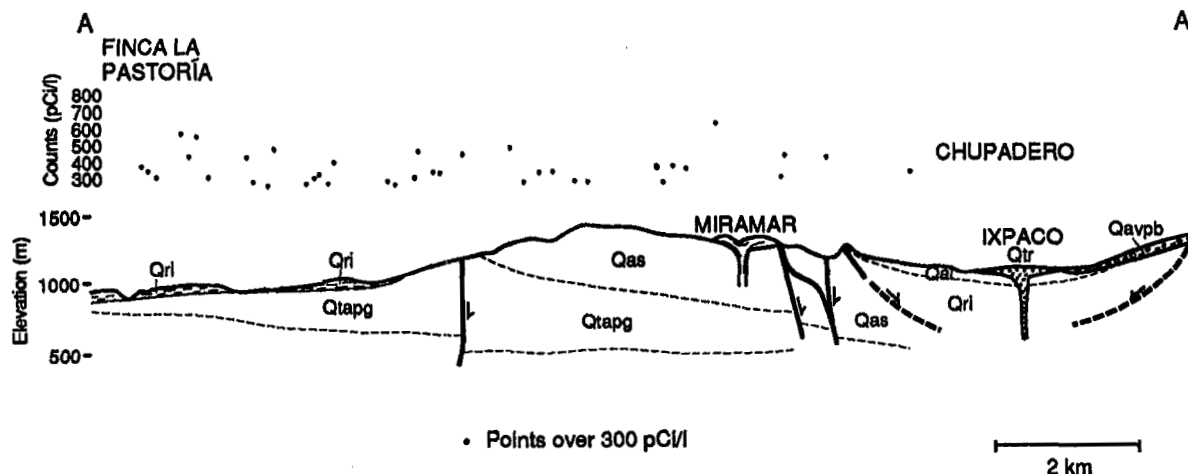 A
A
FINCA LA
PASTORÍA
Counts (pCi/l)
800
700
600
500
400
300
CHUPADERO
Elevation (m)
1500
1000
500
MIRAMAR
IXPACO
Qavpb
Qtr
Qrl
Qri
Qas
Qat
Qrl
Qtapg
Qtapg
Qas
• Points over 300 pCi/l
2 km